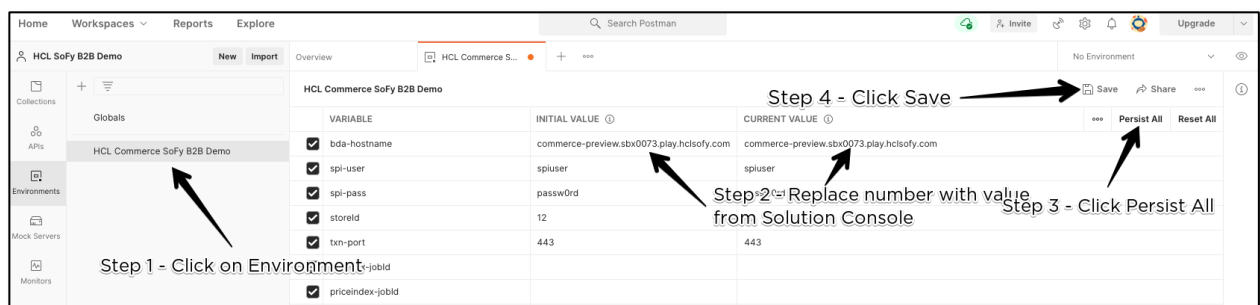 Home Workspaces Reports Explore Search Postman Invite Upgrade
HCL SoFy B2B Demo New Import Overview HCL Commerce S... No Environment
Collections
HCL Commerce SoFy B2B Demo Step 4 - Click Save Save Share
Globals
VARIABLE INITIAL VALUE CURRENT VALUE Persist All Reset All
APIs
HCL Commerce SoFy B2B Demo
bda-hostname commerce-preview.sbx0073.play.hclsofy.com commerce-preview.sbx0073.play.hclsofy.com
Environments
spi-user spiuser spiuser
spi-pass passw0rd
Step 2 - Replace number with value
from Solution Console
Step 3 - Click Persist All
Mock Servers
storeId 12
txn-port 443 443
Step 1 - Click on Environment
-jobId
Monitors
priceindex-jobId